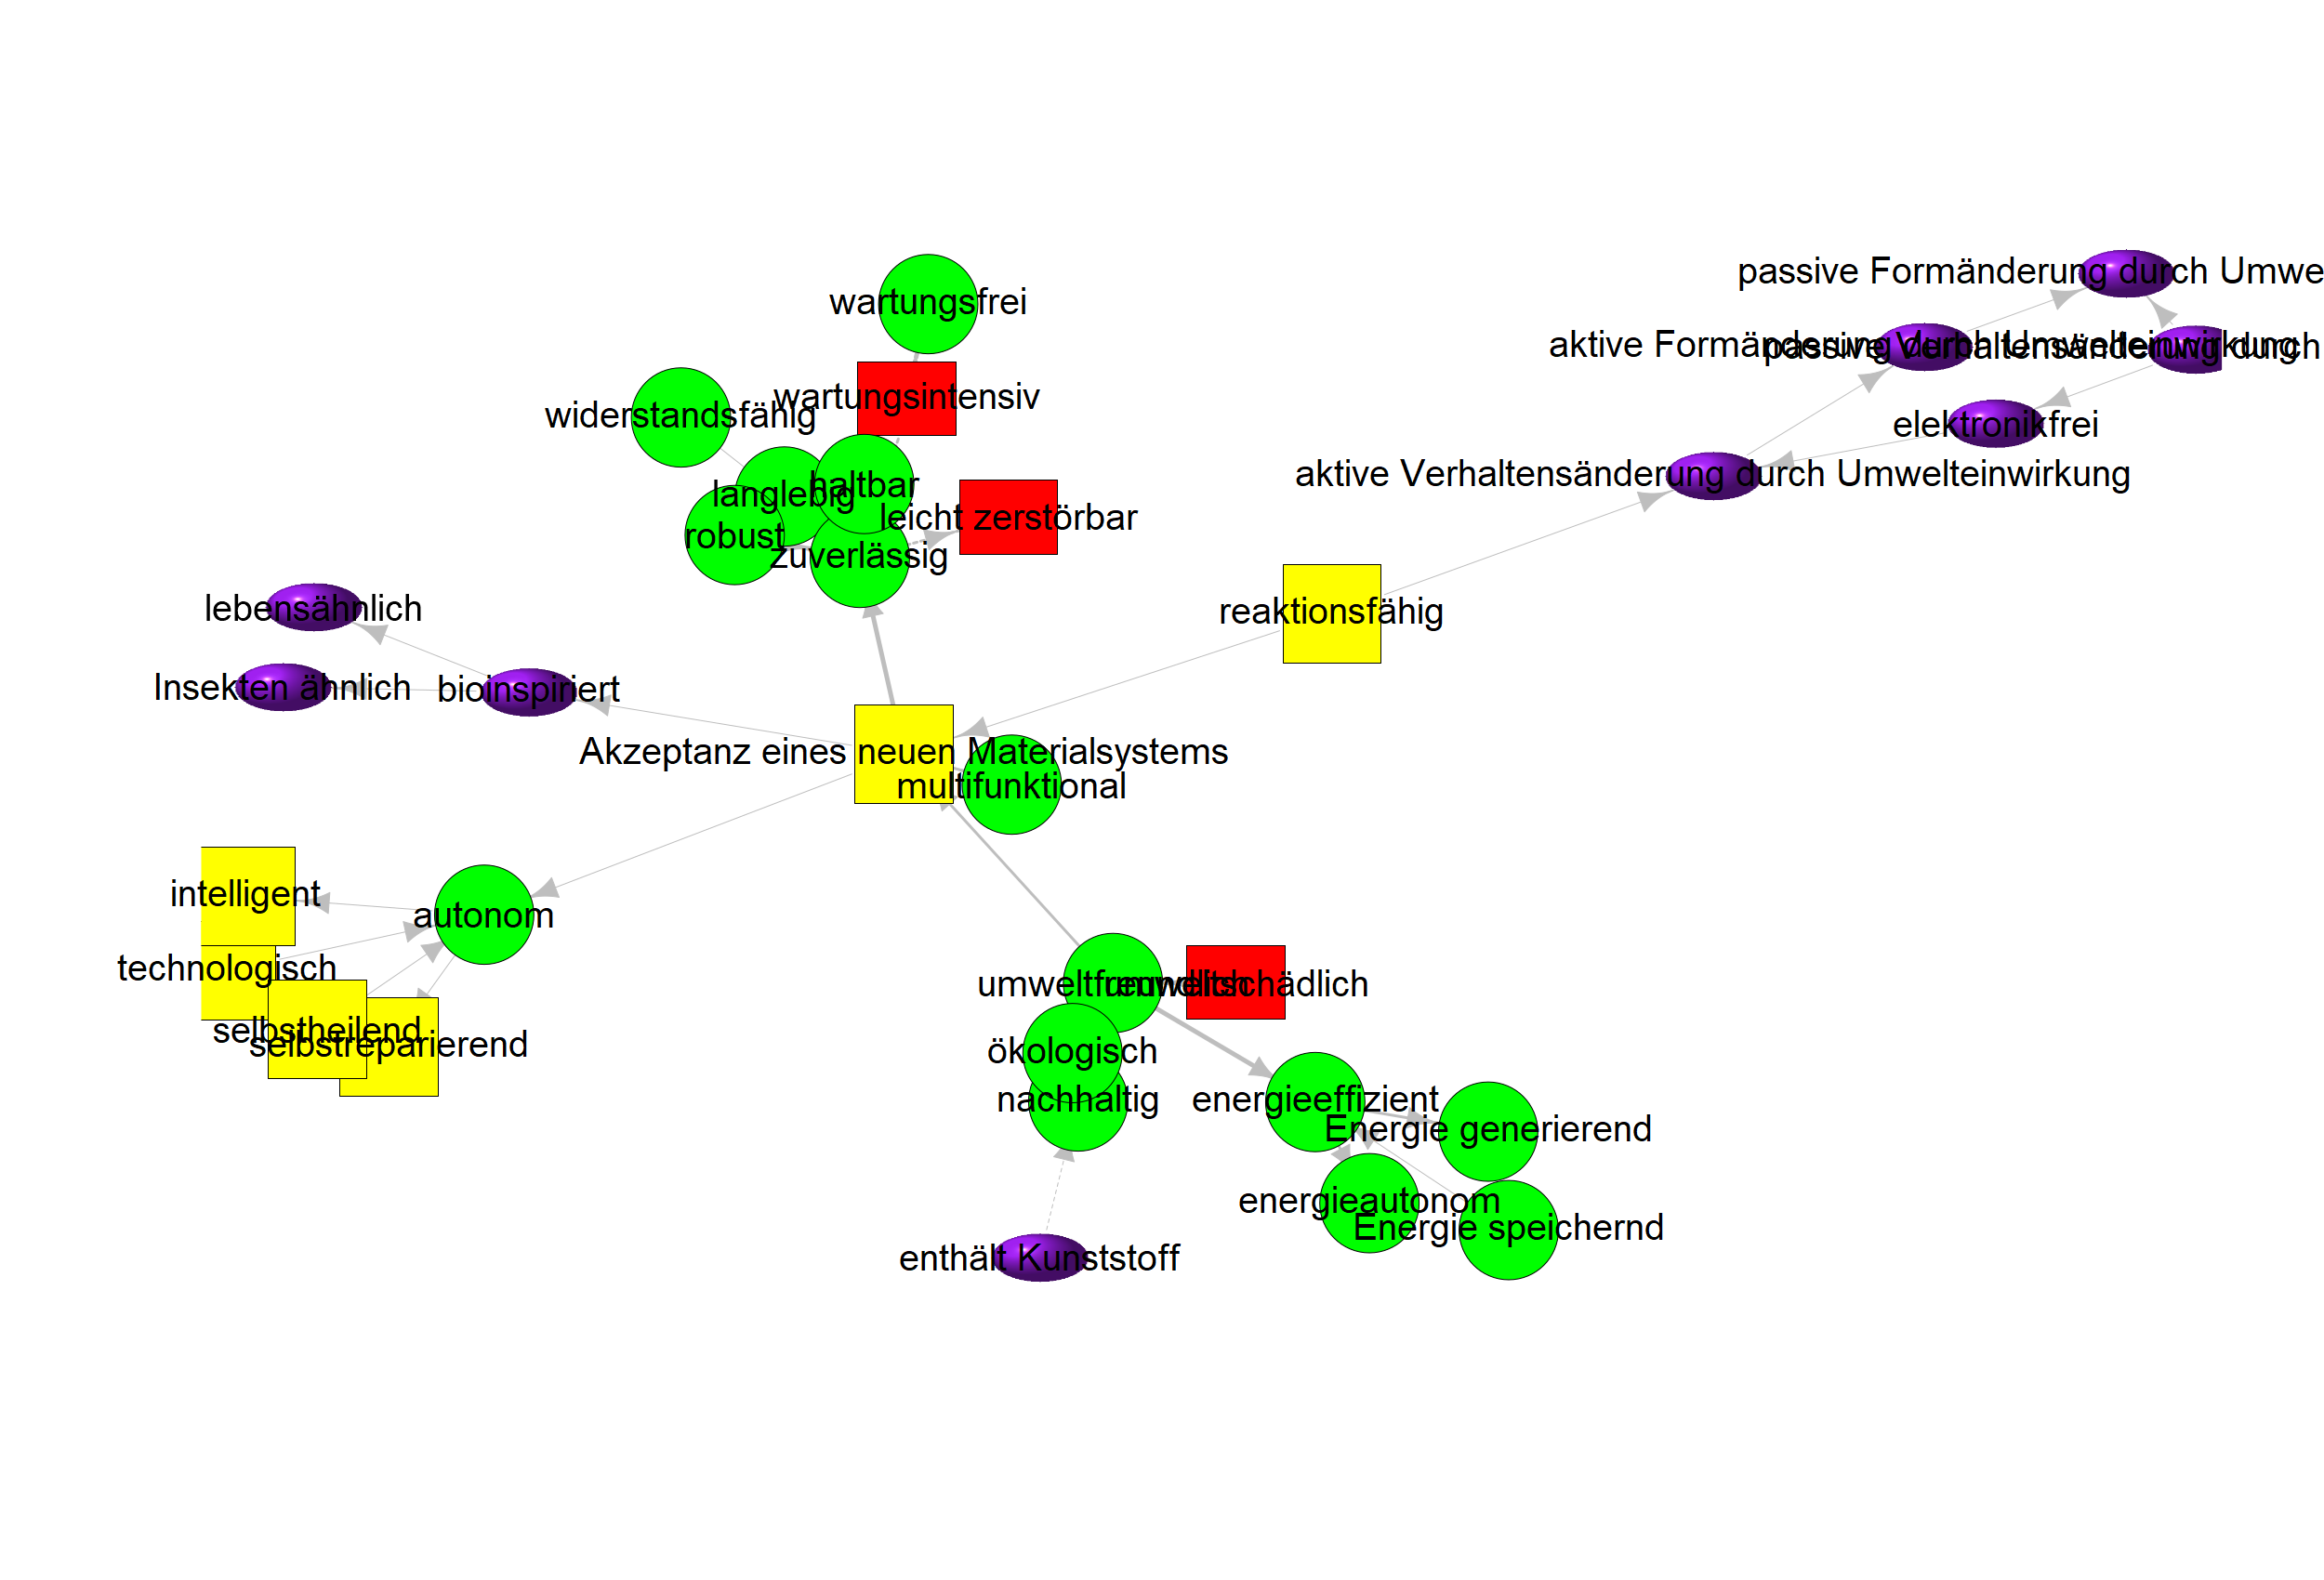 passive Formänderung durch Umwe
wartungsfrei
aktive Formänderung durch Umwelteinwirkung
passive Verhaltensänderung durch
wartungsintensiv
widerstandsfähig
elektronikfrei
aktive Verhaltensänderung durch Umwelteinwirkung
haltbar
langlebig
leicht zerstörbar
robust
zuverlässig
lebensähnlich
reaktionsfähig
Insekten ähnlich
bioinspiriert
Akzeptanz eines neuen Materialsystems
multifunktional
intelligent
autonom
technologisch
umweltfreundlich
umweltschädlich
selbstheilend
selbstreparierend
ökologisch
nachhaltig
energieeffizient
Energie generierend
energieautonom
Energie speichernd
enthält Kunststoff